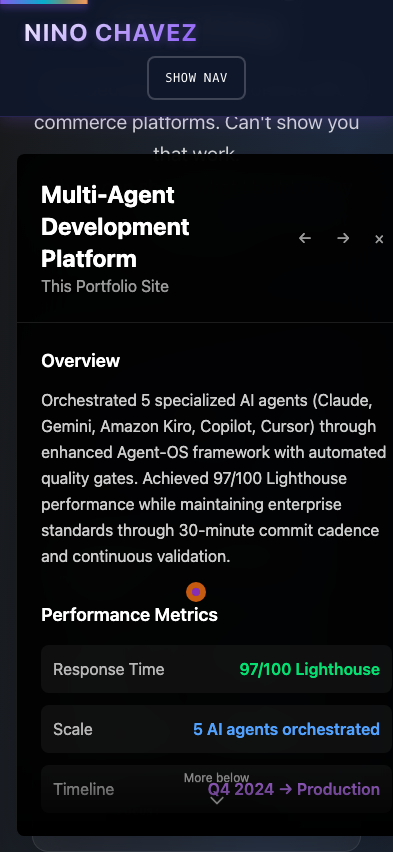 NINO CHAVEZ
SHOW NAV
commerce platforms. Can't show you
that work
Multi-Agent
Development
Platform
← → ×
This Portfolio Site
Overview
Orchestrated 5 specialized AI agents (Claude,
Gemini, Amazon Kiro, Copilot, Cursor) through
enhanced Agent-OS framework with automated
quality gates. Achieved 97/100 Lighthouse
performance while maintaining enterprise
standards through 30-minute commit cadence
and continuous validation.
Performance Metrics
Response Time 97/100 Lighthouse
Scale 5 AI agents orchestrated
More below
Timeline Q4 2024 → Production